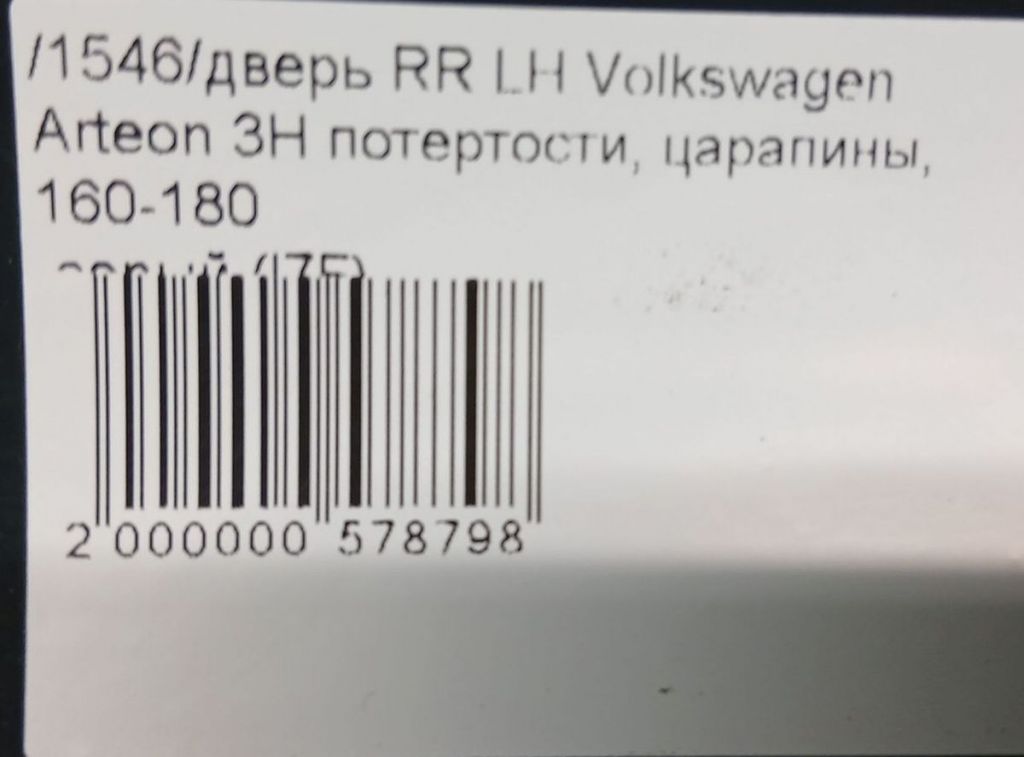 /1546/дверь RR LH Volkswagen
Arteon 3H потертости, царапины,
160-180
2 000000 578798